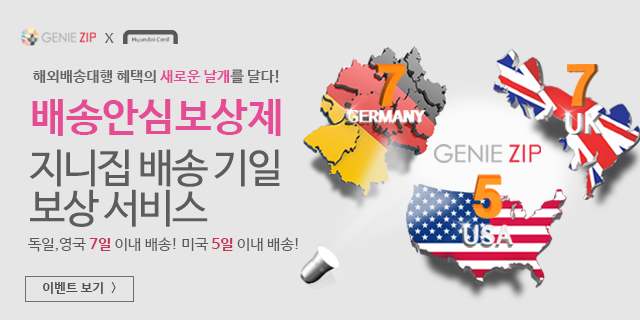 GENIE ZIP X Hyundai Card
해외배송대행 혜택의 새로운 날개를 달다!
배송안심보상제
지니집 배송 기일
보상 서비스
독일,영국 7일 이내 배송! 미국 5일 이내 배송!
이벤트 보기 >
7
GERMANY
7
UK
GENIE ZIP
5
USA